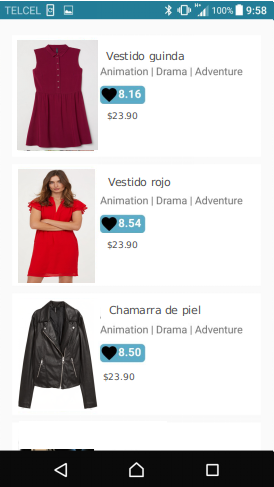 TELCEL 100% 9:58
Vestido guinda
Animation | Drama | Adventure
8.16
$23.90
Vestido rojo
Animation | Drama | Adventure
8.54
$23.90
Chamarra de piel
Animation | Drama | Adventure
8.50
$23.90